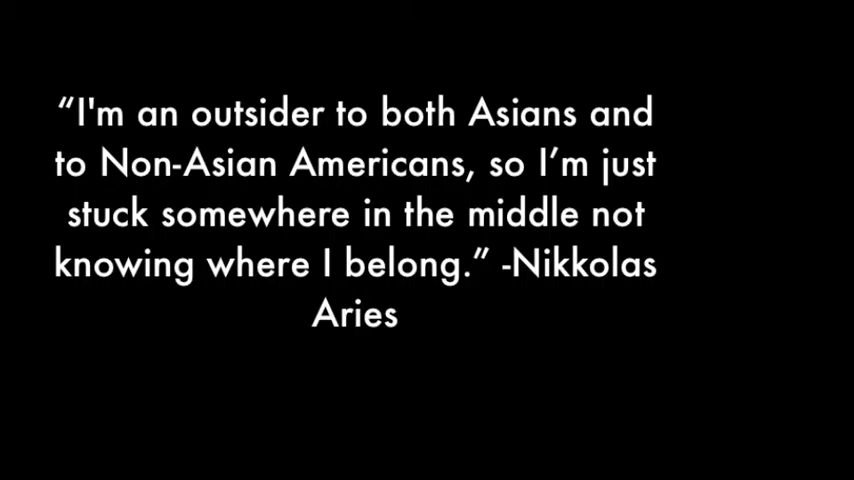 “I'm an outsider to both Asians and
to Non-Asian Americans, so I’m just
stuck somewhere in the middle not
knowing where I belong.” -Nikkolas
Aries